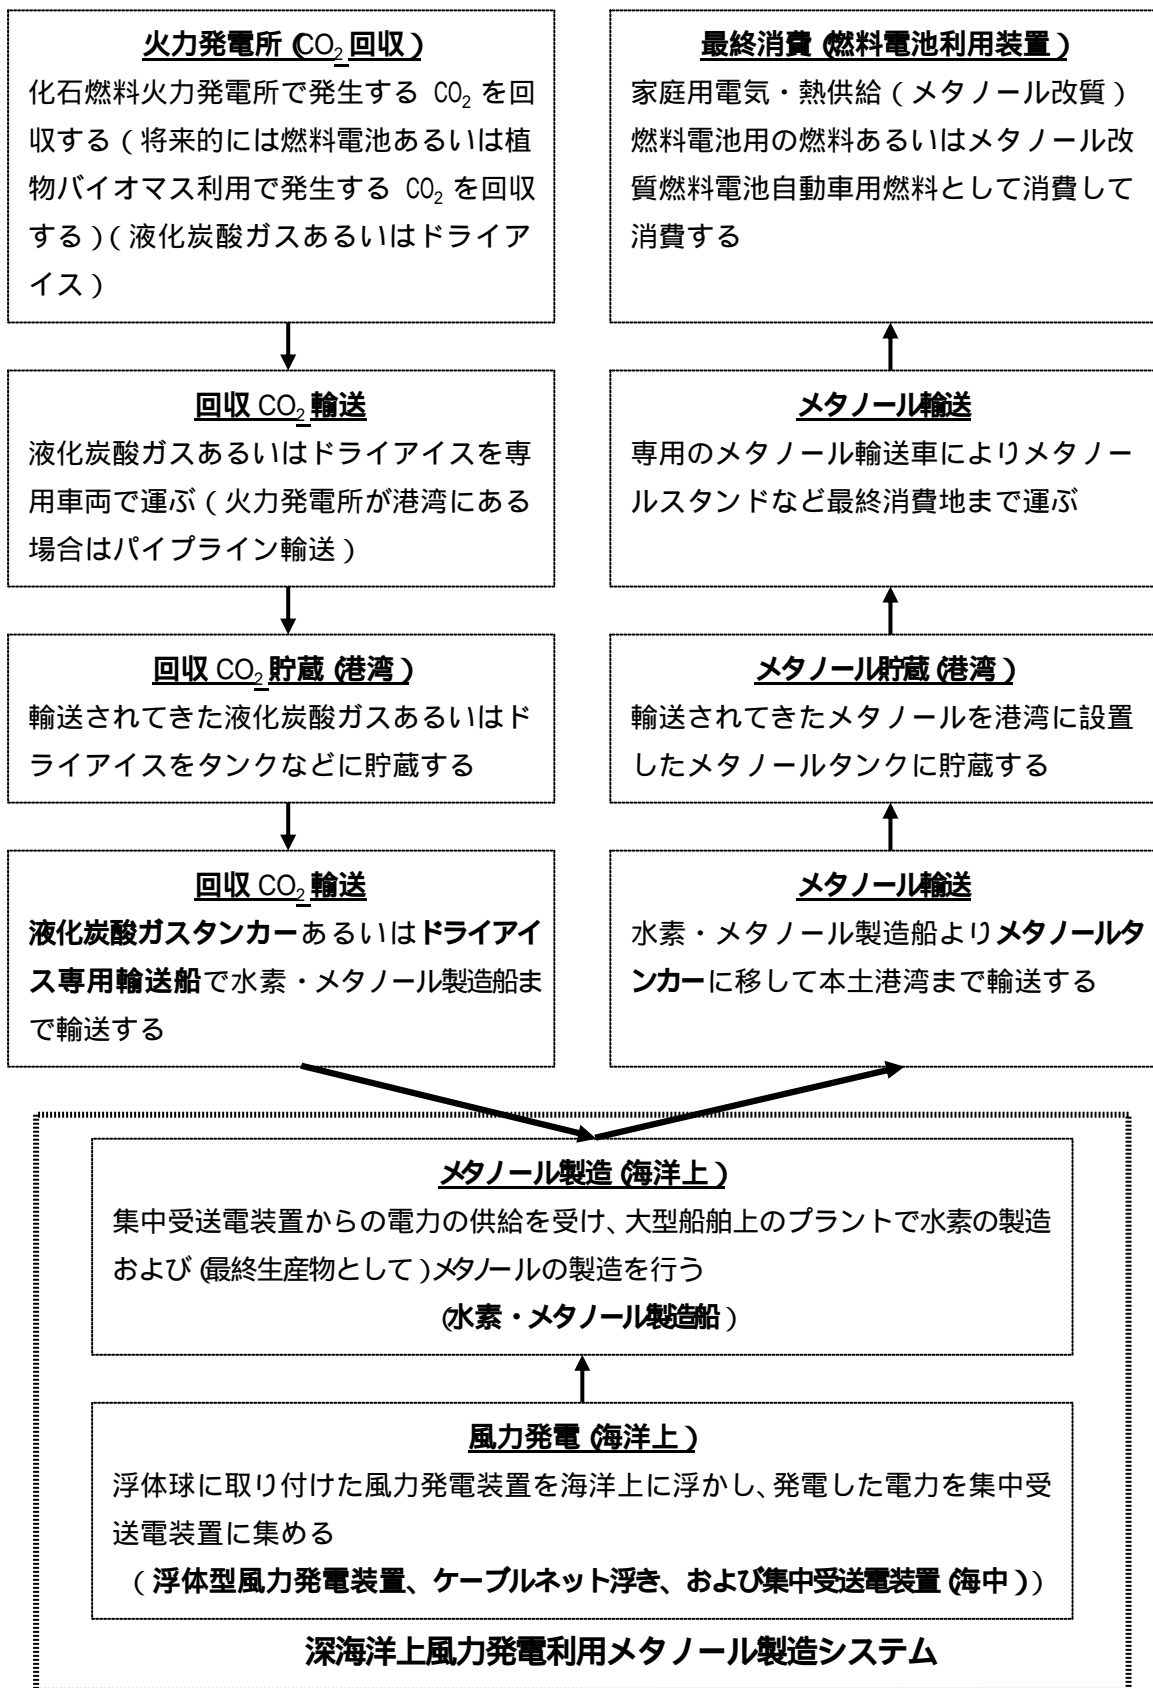 火力発電所（CO2回収）
化石燃料火力発電所で発生する CO2 を回
収する（将来的には燃料電池あるいは植
物バイオマス利用で発生する CO2 を回収
する）（液化炭酸ガスあるいはドライア
イス）
回収 CO2 輸送
液化炭酸ガスあるいはドライアイスを専
用車両で運ぶ（火力発電所が港湾にある
場合はパイプライン輸送）
回収 CO2 貯蔵（港湾）
輸送されてきた液化炭酸ガスあるいはド
ライアイスをタンクなどに貯蔵する
回収 CO2 輸送
液化炭酸ガスタンカーあるいはドライアイ
ス専用輸送船で水素・メタノール製造船ま
で輸送する
最終消費（燃料電池利用装置）
家庭用電気・熱供給（メタノール改質）
燃料電池用の燃料あるいはメタノール改
質燃料電池自動車用燃料として消費して
消費する
メタノール輸送
専用のメタノール輸送車によりメタノー
ルスタンドなど最終消費地まで運ぶ
メタノール貯蔵（港湾）
輸送されてきたメタノールを港湾に設置
したメタノールタンクに貯蔵する
メタノール輸送
水素・メタノール製造船よりメタノールタ
ンカーに移して本土港湾まで輸送する
メタノール製造（海洋上）
集中受送電装置からの電力の供給を受け、大型船舶上のプラントで水素の製造
および（最終生産物として）メタノールの製造を行う
（水素・メタノール製造船）
風力発電（海洋上）
浮体球に取り付けた風力発電装置を海洋上に浮かし、発電した電力を集中受
送電装置に集める
（浮体型風力発電装置、ケーブルネット浮き、および集中受送電装置（海中））
深海洋上風力発電利用メタノール製造システム